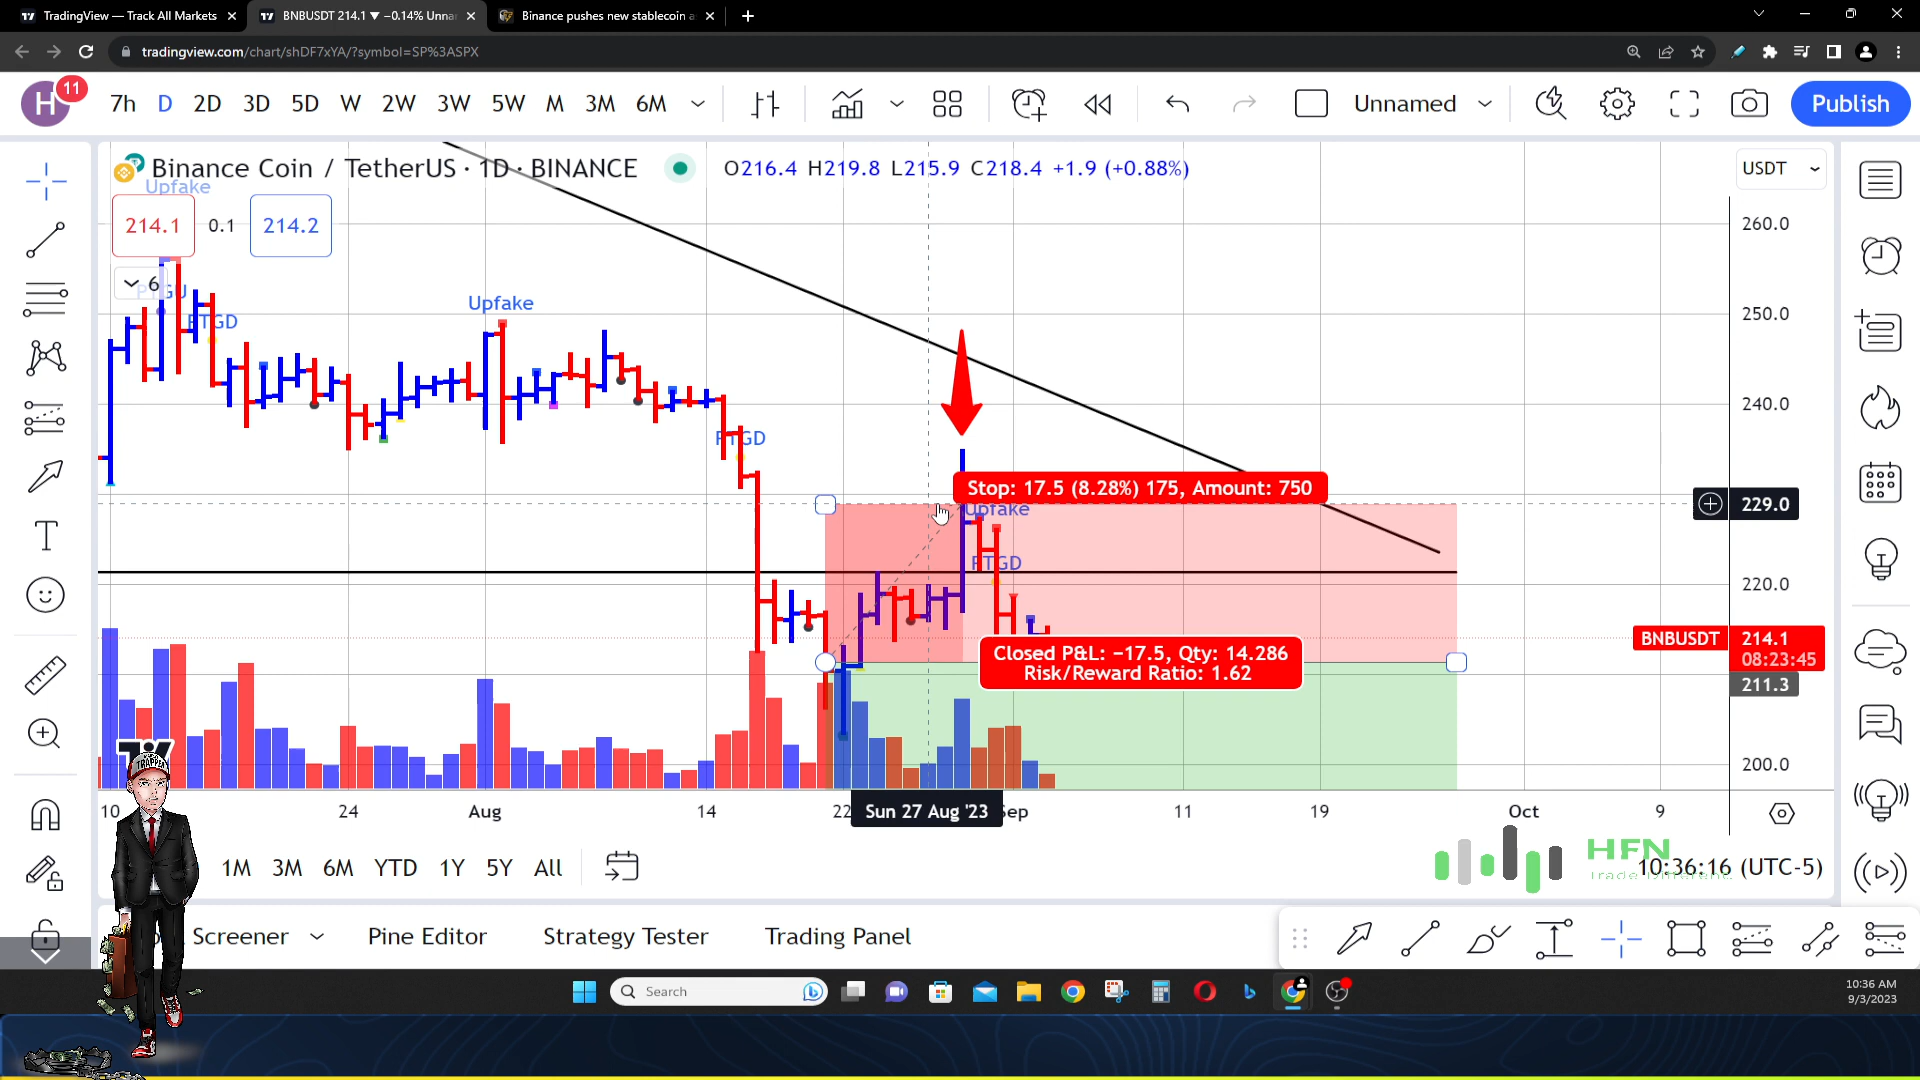 TradingView — Track All Markets
BNBUSDT 214.1 ▼ −0.14% Unna
Binance pushes new stablecoin a
tradingview.com/chart/shDF7xYA/?symbol=SP%3ASPX
H
11
7h D 2D 3D 5D W 2W 3W 5W M 3M 6M
Unnamed
Publish
Binance Coin / TetherUS · 1D · BINANCE
O216.4 H219.8 L215.9 C218.4 +1.9 (+0.88%)
USDT
Upfake
214.1
0.1
214.2
6
FTGD
Upfake
FTGD
Stop: 17.5 (8.28%) 175, Amount: 750
Upfake
FTGD
Closed P&L: −17.5, Qty: 14.286
Risk/Reward Ratio: 1.62
260.0
250.0
240.0
229.0
220.0
BNBUSDT
214.1
08:23:45
211.3
200.0
TRAPPER
10
24
Aug
14
22
Sun 27 Aug '23
Sep
11
19
Oct
9
1M 3M 6M YTD 1Y 5Y All
HFN
10:36:16 (UTC-5)
Screener
Pine Editor
Strategy Tester
Trading Panel
Search
10:36 AM
9/3/2023